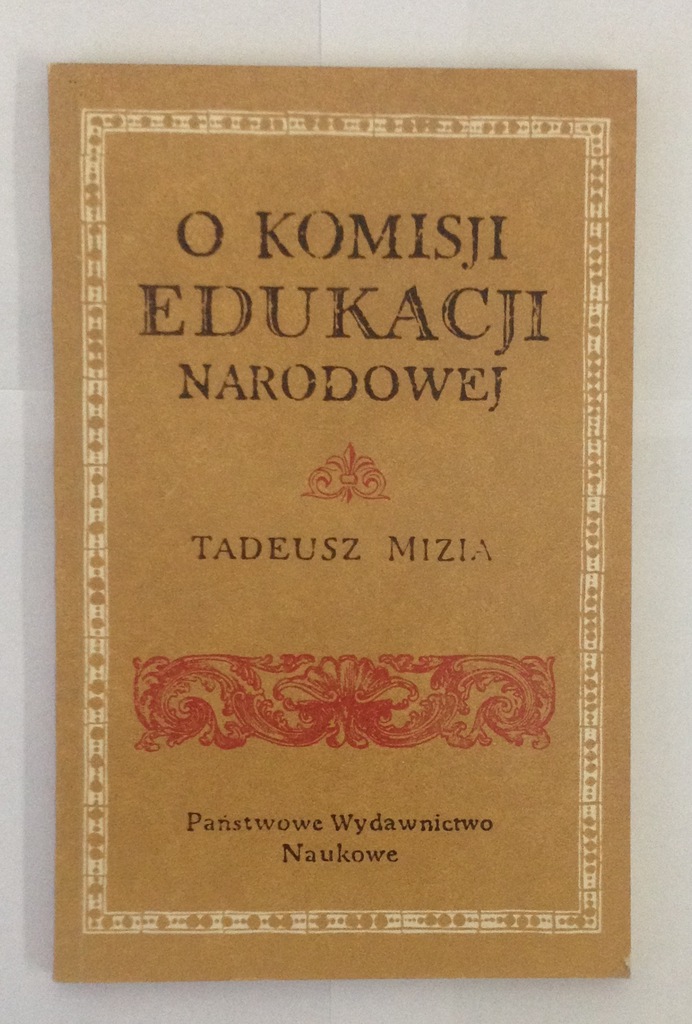 O KOMISJI
EDUKACJI
NARODOWEJ
TADEUSZ MIZIA
Państwowe Wydawnictwo
Naukowe